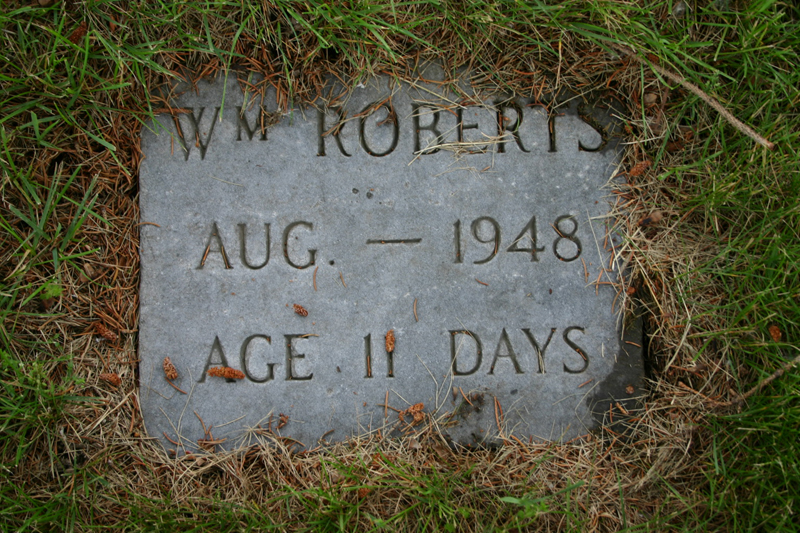 WM ROBERTS
AUG. — 1948
AGE 11 DAYS